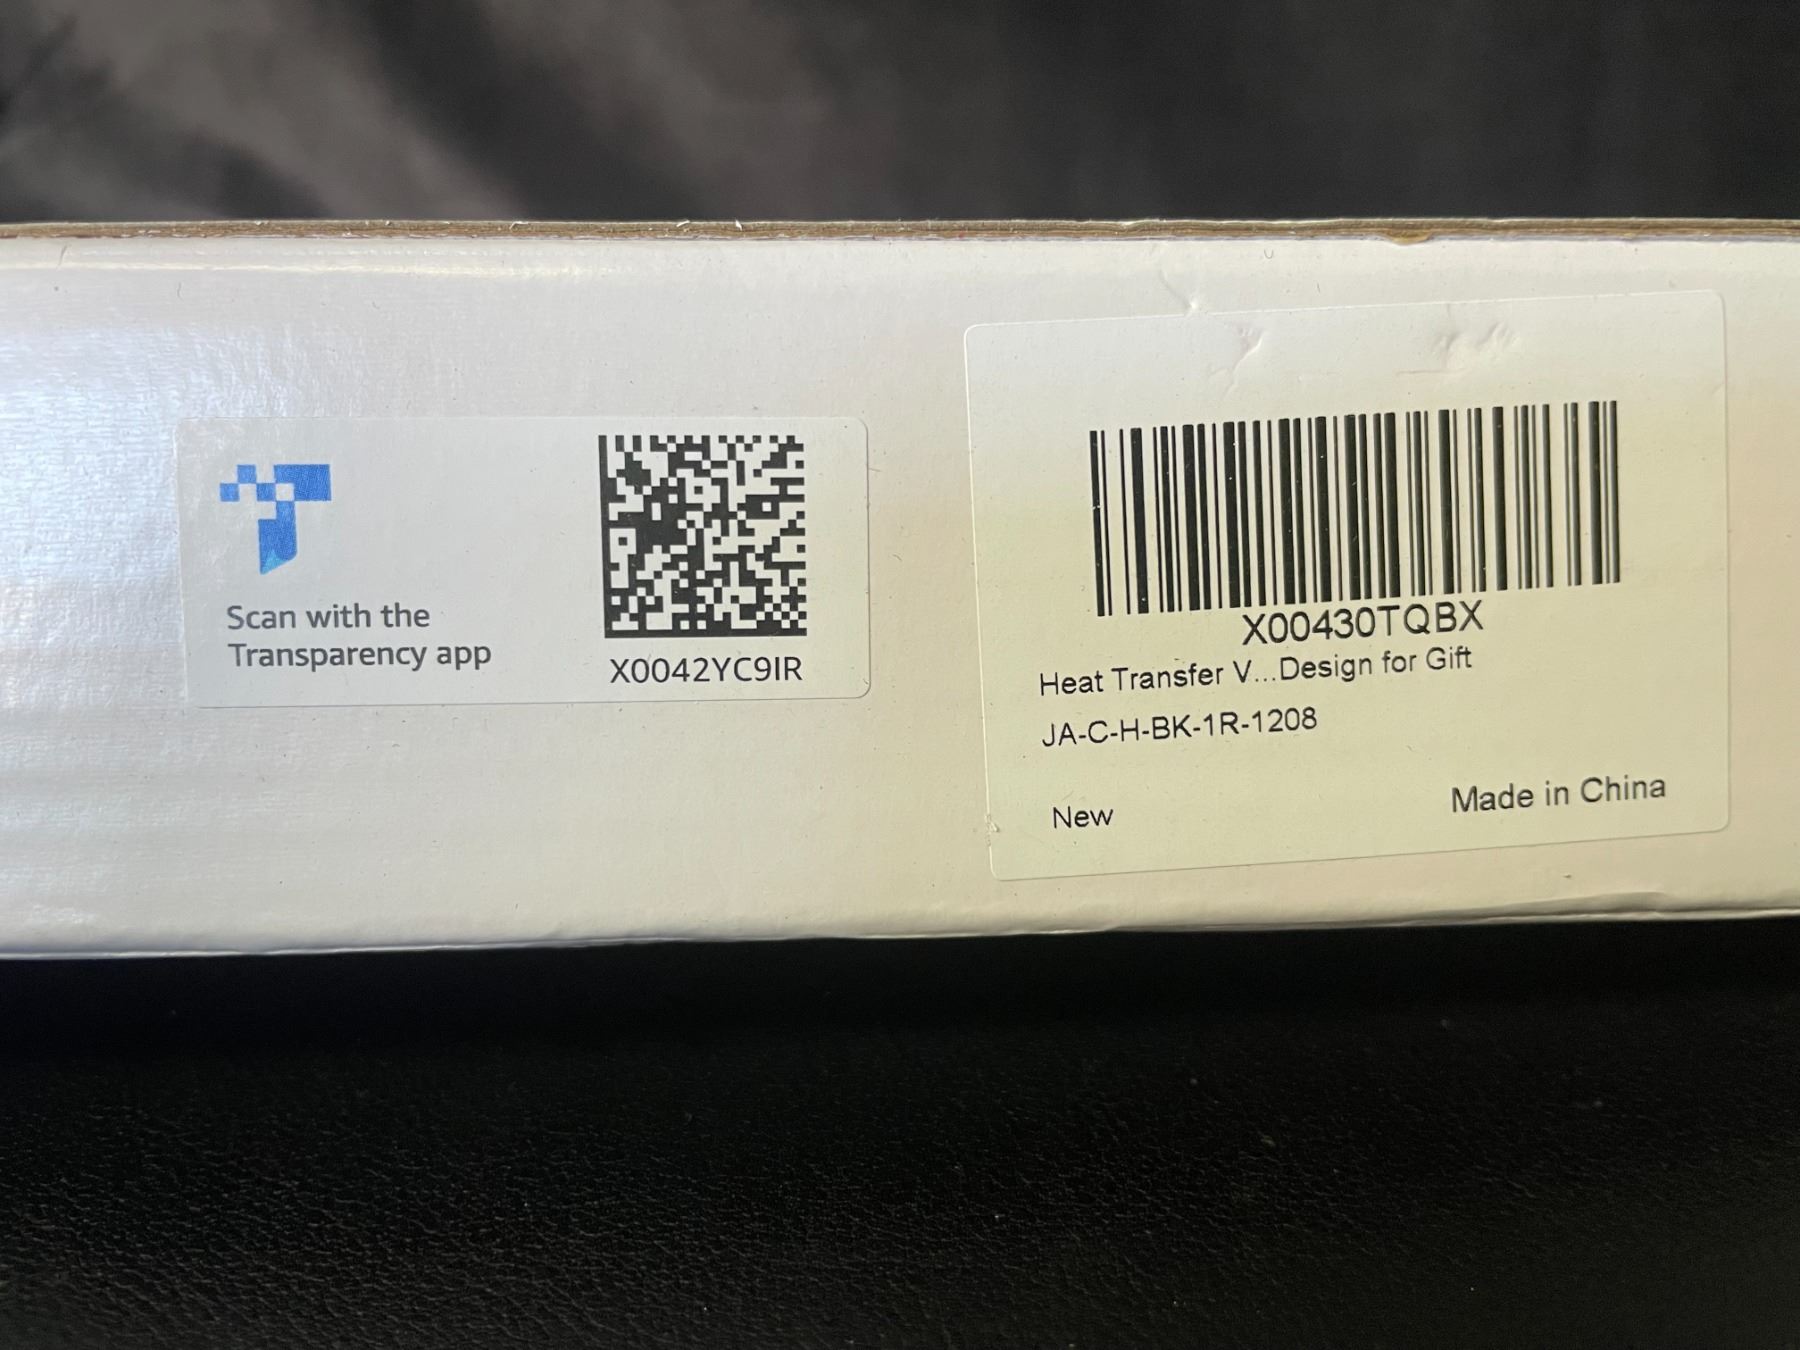 Scan with the
Transparency app
X0042YC9IR
X00430TQBX
Heat Transfer V...Design for Gift
JA-C-H-BK-1R-1208
New
Made in China